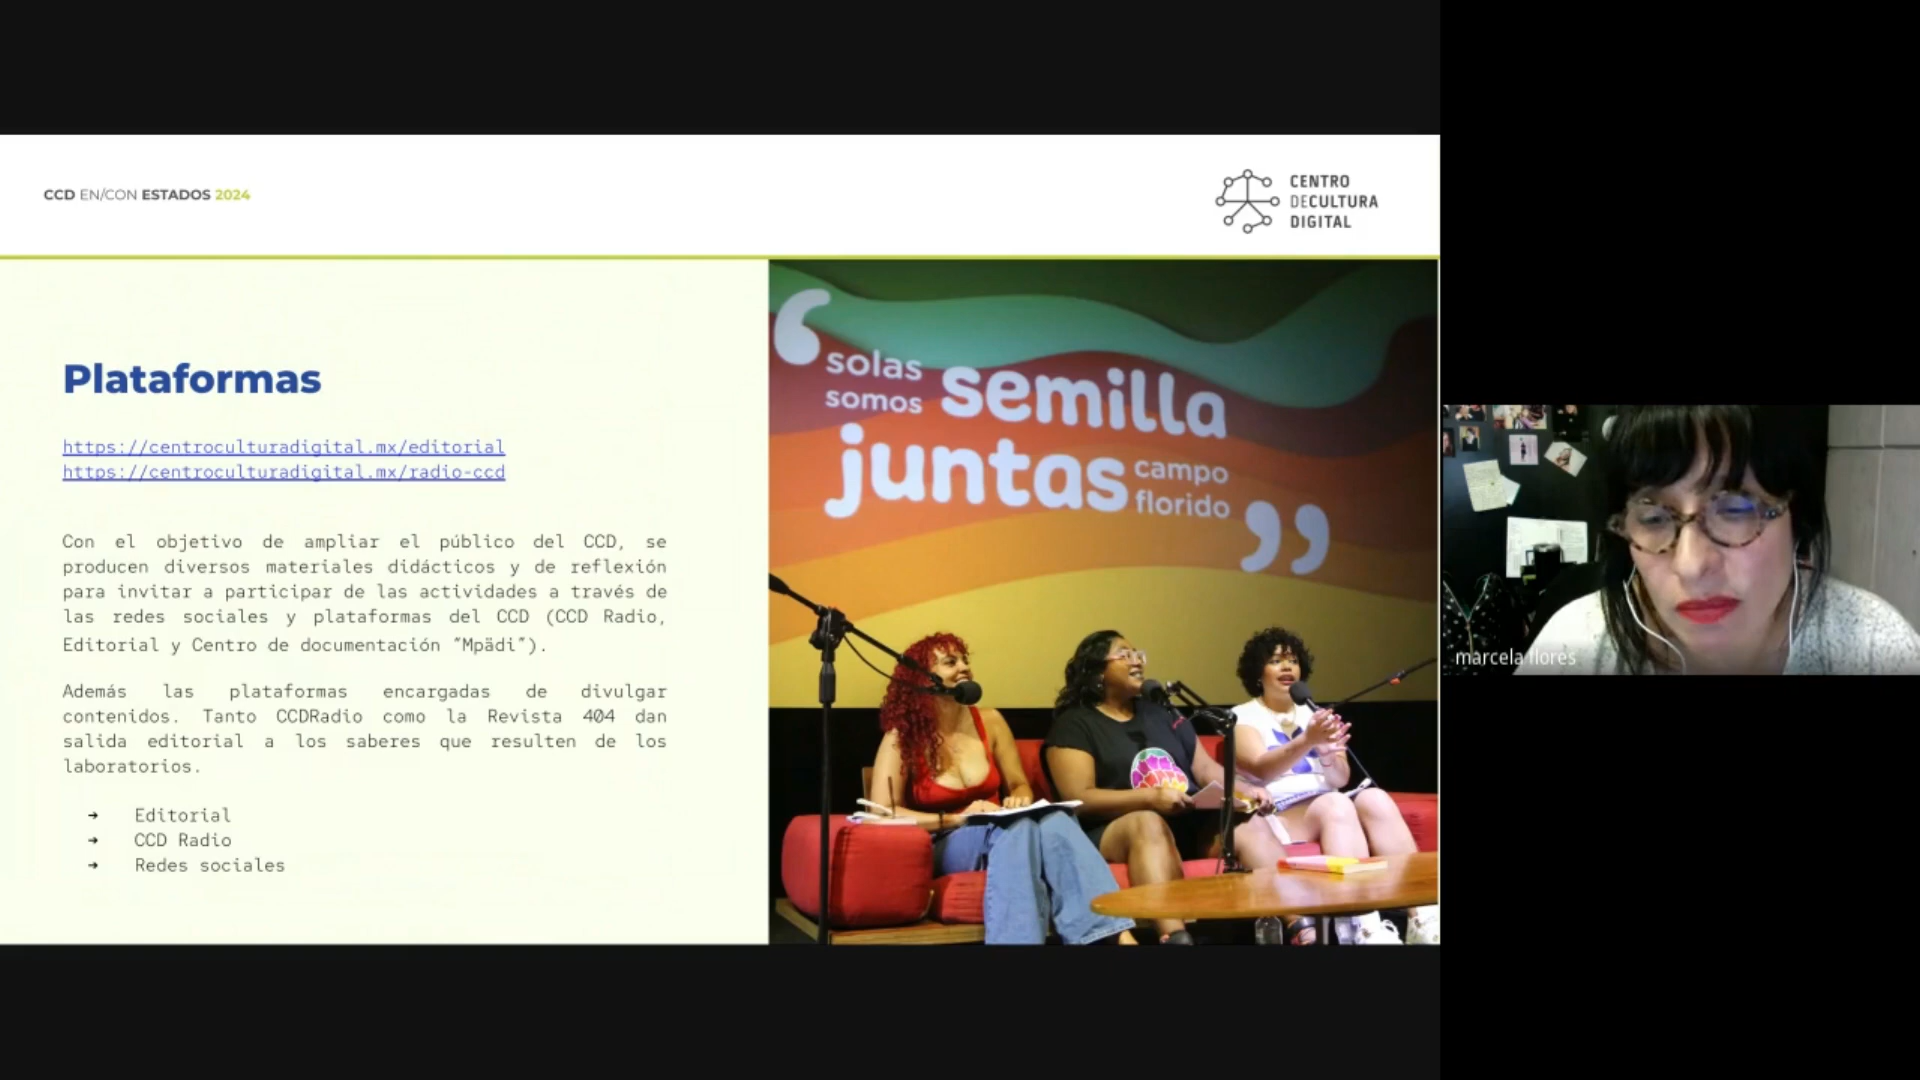 CCD EN/CON ESTADOS 2024
CENTRO
DECULTURA
DIGITAL
Plataformas
https://centroculturadigital.mx/editorial
https://centroculturadigital.mx/radio-ccd
Con el objetivo de ampliar el público del CCD, se
producen diversos materiales didácticos y de reflexión
para invitar a participar de las actividades a través de
las redes sociales y plataformas del CCD (CCD Radio,
Editorial y Centro de documentación “Mpädi”).
Además las plataformas encargadas de divulgar
contenidos. Tanto CCDRadio como la Revista 404 dan
salida editorial a los saberes que resulten de los
laboratorios.
➔ Editorial
➔ CCD Radio
➔ Redes sociales
‘solas
somos semilla
juntas campo
florido’’
marcela flores